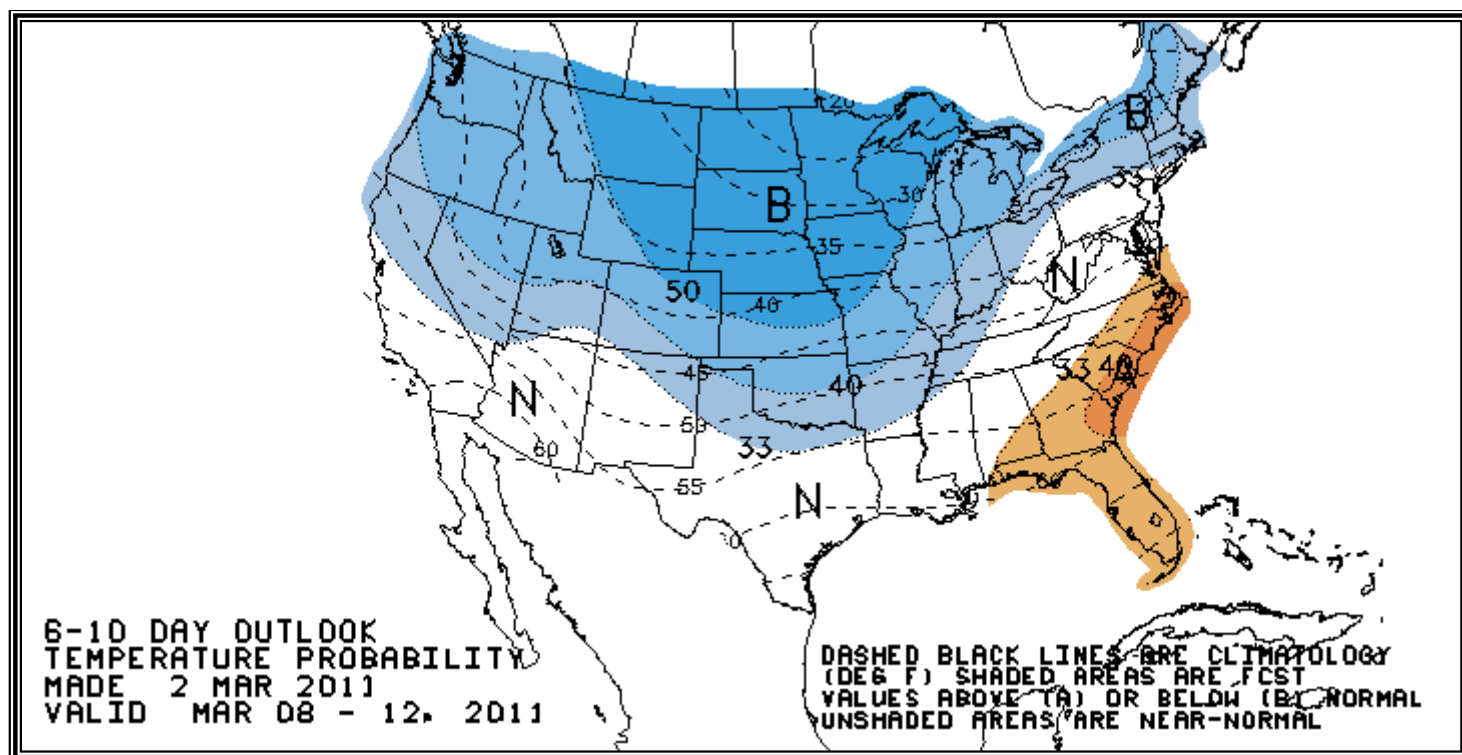 20
B
B
30
35
N
50
40
33 40 A
45
40
N
50
33
60
55
N
6-10 DAY OUTLOOK
TEMPERATURE PROBABILITY
MADE 2 MAR 2011
VALID MAR 08 - 12, 2011
DASHED BLACK LINES ARE CLIMATOLOGY
(DEG F) SHADED AREAS ARE FCST
VALUES ABOVE (A) OR BELOW (B) NORMAL
UNSHADED AREAS ARE NEAR-NORMAL